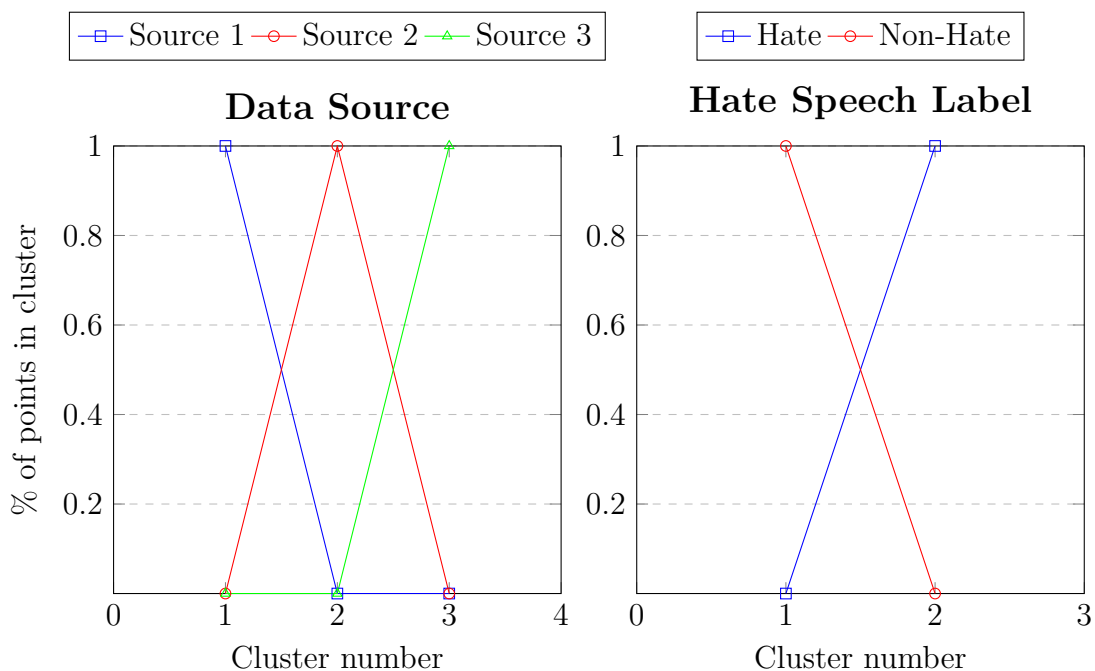 Source 1 Source 2 Source 3
Hate Non-Hate
Data Source
Hate Speech Label
% of points in cluster
1
0.8
0.6
0.4
0.2
0 1 2 3 4
Cluster number
1
0.8
0.6
0.4
0.2
0 1 2 3
Cluster number